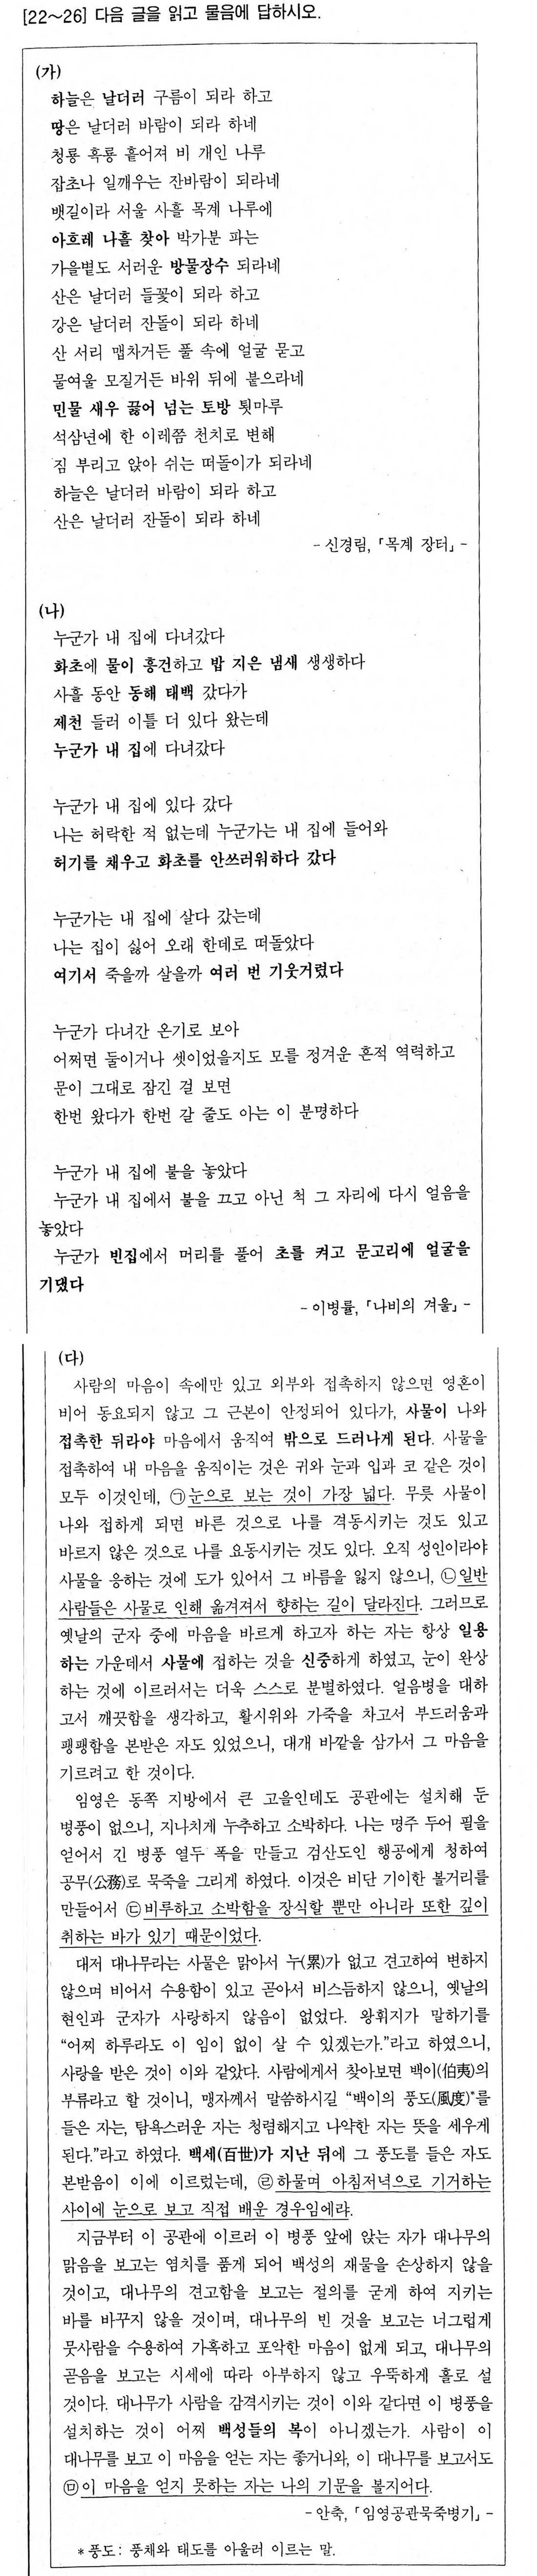 [22～26] 다음 글을 읽고 물음에 답하시오.
(가)
하늘은 날더러 구름이 되라 하고
땅은 날더러 바람이 되라 하네
청룡 흑룡 흩어져 비 개인 나루
잡초나 일깨우는 잔바람이 되라네
뱃길이라 서울 사흘 목계 나루에
아흐레 나흘 찾아 박가분 파는
가을볕도 서러운 방물장수 되라네
산은 날더러 들꽃이 되라 하고
강은 날더러 잔돌이 되라 하네
산 서리 맵차거든 풀 속에 얼굴 묻고
물여울 모질거든 바위 뒤에 붙으라네
민물 새우 끓어 넘는 토방 툇마루
석삼년에 한 이레쯤 천치로 변해
짐 부리고 앉아 쉬는 떠돌이가 되라네
하늘은 날더러 바람이 되라 하고
산은 날더러 잔돌이 되라 하네
- 신경림, 「목계 장터」 -
(나)
누군가 내 집에 다녀갔다
화초에 물이 흥건하고 밥 지은 냄새 생생하다
사흘 동안 동해 태백 갔다가
제천 들러 이틀 더 있다 왔는데
누군가 내 집에 다녀갔다
누군가 내 집에 있다 갔다
나는 허락한 적 없는데 누군가는 내 집에 들어와
허기를 채우고 화초를 안쓰러워하다 갔다
누군가는 내 집에 살다 갔는데
나는 집이 싫어 오래 한데로 떠돌았다
여기서 죽을까 살을까 여러 번 기웃거렸다
누군가 다녀간 온기로 보아
어쩌면 둘이거나 셋이었을지도 모를 정겨운 흔적 역력하고
문이 그대로 잠긴 걸 보면
한번 왔다가 한번 갈 줄도 아는 이 분명하다
누군가 내 집에 불을 놓았다
누군가 내 집에서 불을 끄고 아닌 척 그 자리에 다시 얼음을
놓았다
누군가 빈집에서 머리를 풀어 초를 켜고 문고리에 얼굴을
기댔다
- 이병률, 「나비의 겨울」 -
(다)
사람의 마음이 속에만 있고 외부와 접촉하지 않으면 영혼이
비어 동요되지 않고 그 근본이 안정되어 있다가, 사물이 나와
접촉한 뒤라야 마음에서 움직여 밖으로 드러나게 된다. 사물을
접촉하여 내 마음을 움직이는 것은 귀와 눈과 입과 코 같은 것이
모두 이것인데, ㉠눈으로 보는 것이 가장 넓다. 무릇 사물이
나와 접하게 되면 바른 것으로 나를 격동시키는 것도 있고
바르지 않은 것으로 나를 요동시키는 것도 있다. 오직 성인이라야
사물을 응하는 것에 도가 있어서 그 바름을 잃지 않으니, ㉡일반
사람들은 사물로 인해 옮겨져서 향하는 길이 달라진다. 그러므로
옛날의 군자 중에 마음을 바르게 하고자 하는 자는 항상 일용
하는 가운데서 사물에 접하는 것을 신중하게 하였고, 눈이 완상
하는 것에 이르러서는 더욱 스스로 분별하였다. 얼음병을 대하
고서 깨끗함을 생각하고, 활시위와 가죽을 차고서 부드러움과
팽팽함을 본받은 자도 있었으니, 대개 바깥을 삼가서 그 마음을
기르려고 한 것이다.
임영은 동쪽 지방에서 큰 고을인데도 공관에는 설치해 둔
병풍이 없으니, 지나치게 누추하고 소박하다. 나는 명주 두어 필을
얻어서 긴 병풍 열두 폭을 만들고 검산도인 행공에게 청하여
공무(公務)로 묵죽을 그리게 하였다. 이것은 비단 기이한 볼거리를
만들어서 ㉢비루하고 소박함을 장식할 뿐만 아니라 또한 깊이
취하는 바가 있기 때문이었다.
대저 대나무라는 사물은 맑아서 누(累)가 없고 견고하여 변하지
않으며 비어서 수용함이 있고 곧아서 비스듬하지 않으니, 옛날의
현인과 군자가 사랑하지 않음이 없었다. 왕휘지가 말하기를
“어찌 하루라도 이 임이 없이 살 수 있겠는가.”라고 하였으니,
사랑을 받은 것이 이와 같았다. 사람에게서 찾아보면 백이(伯夷)의
부류라고 할 것이니, 맹자께서 말씀하시길 “백이의 풍도(風度)*를
들은 자는, 탐욕스러운 자는 청렴해지고 나약한 자는 뜻을 세우게
된다.”라고 하였다. 백세(百世)가 지난 뒤에 그 풍도를 들은 자도
본받음이 이에 이르렀는데, ㉣하물며 아침저녁으로 기거하는
사이에 눈으로 보고 직접 배운 경우임에랴.
지금부터 이 공관에 이르러 이 병풍 앞에 앉는 자가 대나무의
맑음을 보고는 염치를 품게 되어 백성의 재물을 손상하지 않을
것이고, 대나무의 견고함을 보고는 절의를 굳게 하여 지키는
바를 바꾸지 않을 것이며, 대나무의 빈 것을 보고는 너그럽게
뭇사람을 수용하여 가혹하고 포악한 마음이 없게 되고, 대나무의
곧음을 보고는 시세에 따라 아부하지 않고 우뚝하게 홀로 설
것이다. 대나무가 사람을 감격시키는 것이 이와 같다면 이 병풍을
설치하는 것이 어찌 백성들의 복이 아니겠는가. 사람이 이
대나무를 보고 이 마음을 얻는 자는 좋거니와, 이 대나무를 보고서도
㉤이 마음을 얻지 못하는 자는 나의 기문을 볼지어다.
- 안축, 「임영공관묵죽병기」 -
* 풍도: 풍채와 태도를 아울러 이르는 말.